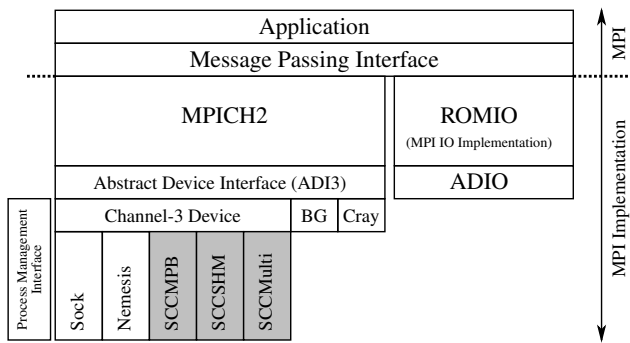 Application
Message Passing Interface
MPICH2
ROMIO
(MPI IO Implementation)
Abstract Device Interface (ADI3)
ADIO
Channel-3 Device
BG
Cray
Process Management
Interface
Sock
Nemesis
SCCMPB
SCCSHM
SCCMulti
MPI
MPI Implementation